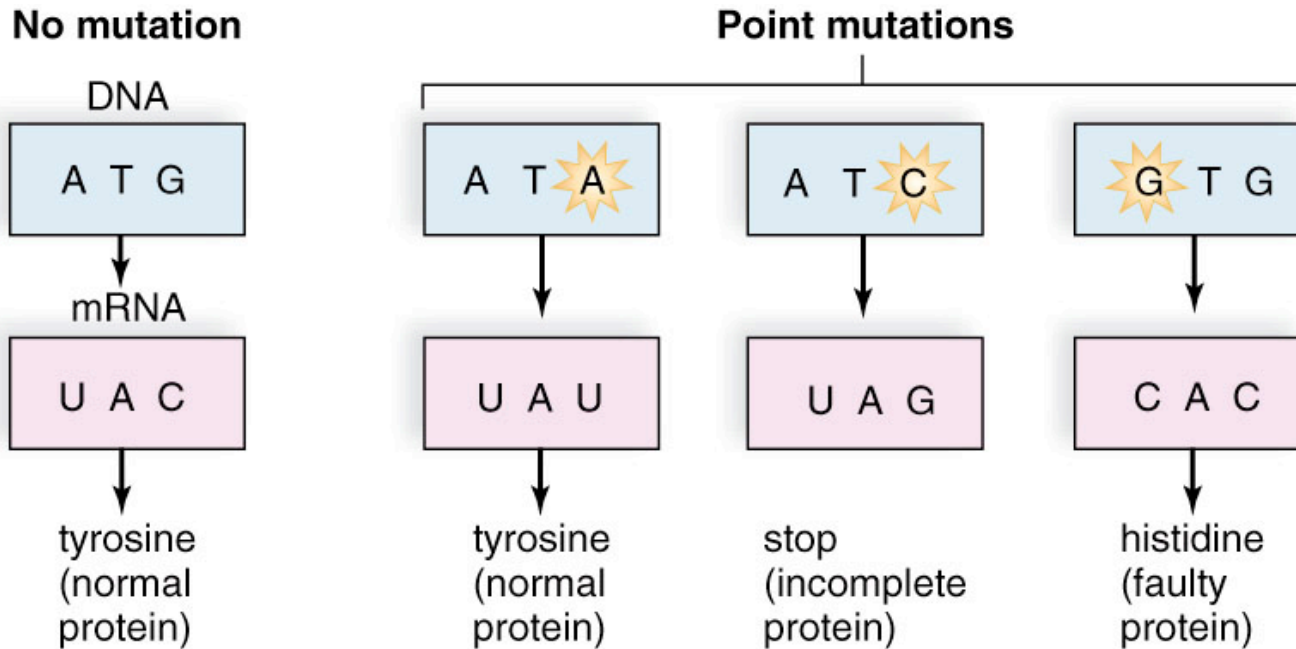 No mutation
Point mutations
DNA
A T G
A T A
A T C
G T G
mRNA
U A C
U A U
U A G
C A C
tyrosine
(normal
protein)
tyrosine
(normal
protein)
stop
(incomplete
protein)
histidine
(faulty
protein)